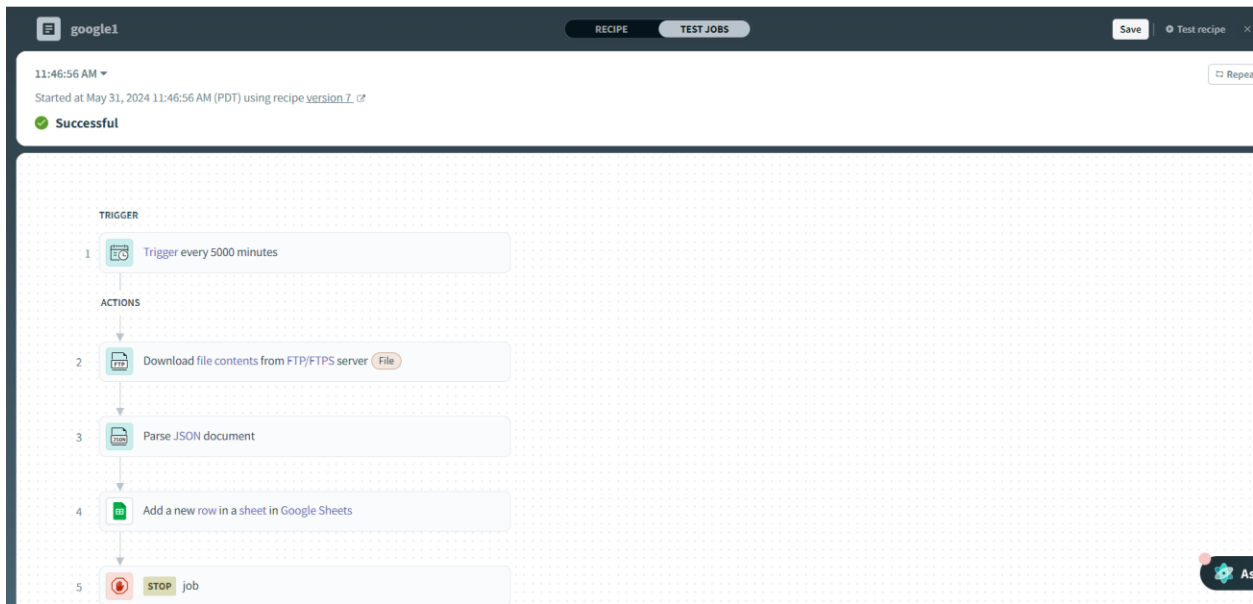 google1
RECIPE
TEST JOBS
Save
Test recipe
11:46:56 AM
Started at May 31, 2024 11:46:56 AM (PDT) using recipe version 7
Successful
TRIGGER
1 Trigger every 5000 minutes
ACTIONS
2 FTP Download file contents from FTP/FTPS server File
3 JSON Parse JSON document
4 Add a new row in a sheet in Google Sheets
5 STOP job